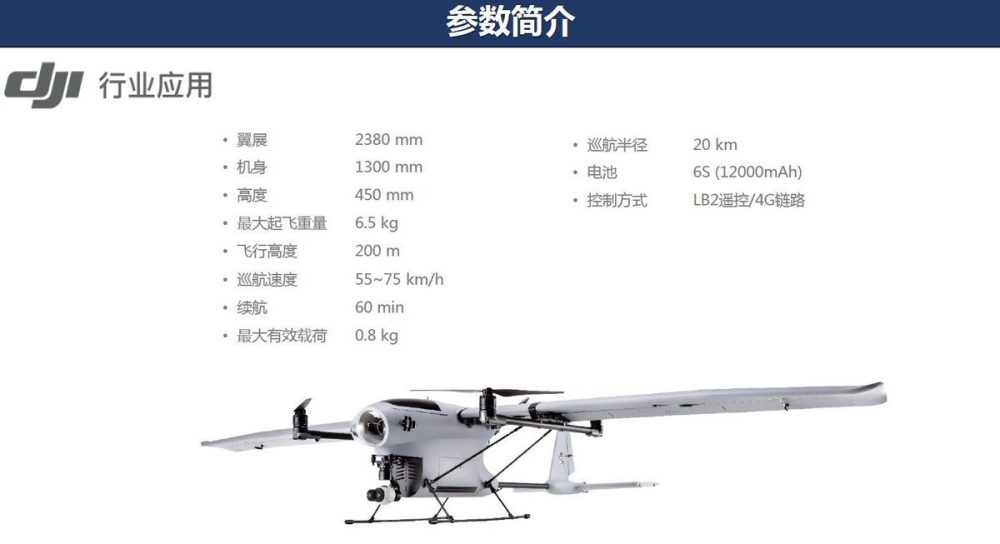 参数简介
dji 行业应用
• 翼展 2380 mm
• 机身 1300 mm
• 高度 450 mm
• 最大起飞重量 6.5 kg
• 飞行高度 200 m
• 巡航速度 55~75 km/h
• 续航 60 min
• 最大有效载荷 0.8 kg
• 巡航半径 20 km
• 电池 6S (12000mAh)
• 控制方式 LB2遥控/4G链路